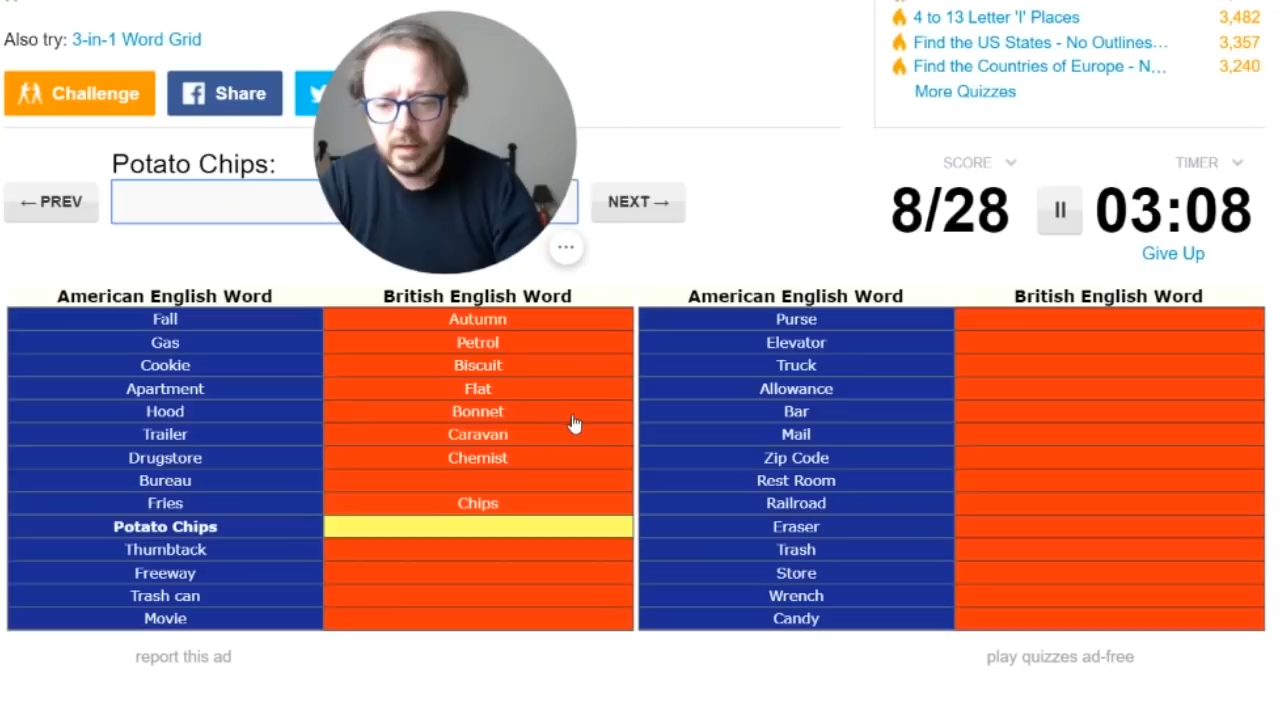 4 to 13 Letter 'I' Places 3,482
Also try: 3-in-1 Word Grid
Find the US States - No Outlines... 3,357
Find the Countries of Europe - N... 3,240
More Quizzes
Challenge
Share
Potato Chips:
← PREV
NEXT →
SCORE
TIMER
8/28
03:08
Give Up
American English Word British English Word American English Word British English Word
Fall Autumn Purse
Gas Petrol Elevator
Cookie Biscuit Truck
Apartment Flat Allowance
Hood Bonnet Bar
Trailer Caravan Mail
Drugstore Chemist Zip Code
Bureau Rest Room
Fries Chips Railroad
Potato Chips Eraser
Thumbtack Trash
Freeway Store
Trash can Wrench
Movie Candy
report this ad
play quizzes ad-free